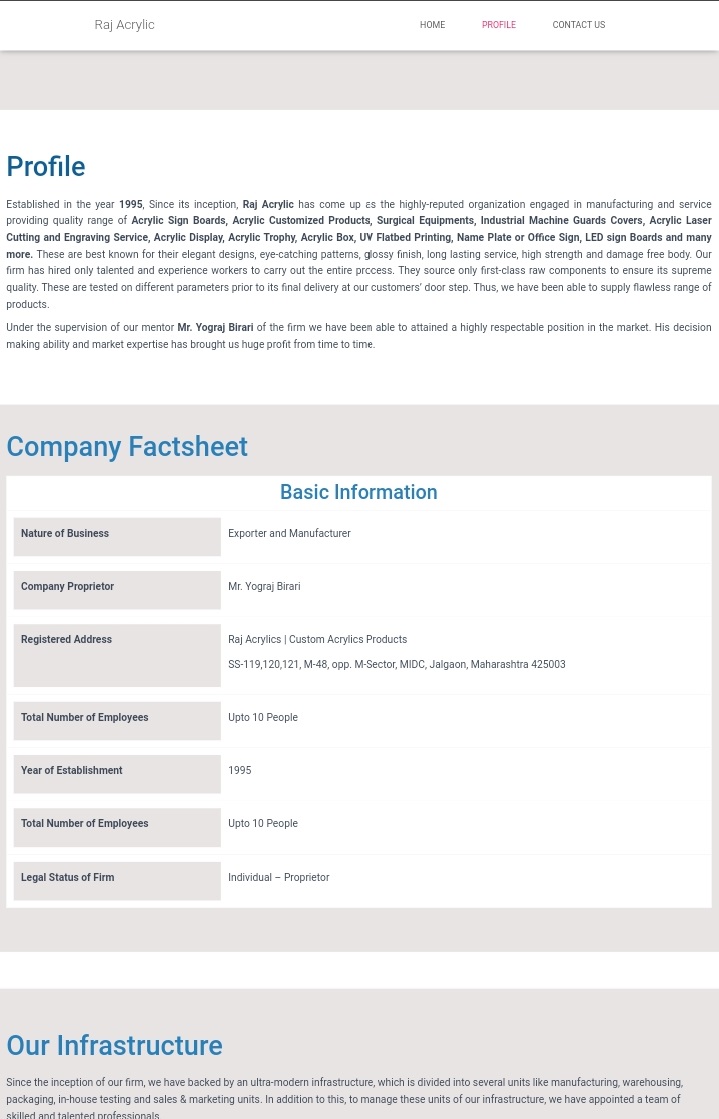 Raj Acrylic
HOME
PROFILE
CONTACT US
Profile
Established in the year 1995, Since its inception, Raj Acrylic has come up as the highly-reputed organization engaged in manufacturing and service
providing quality range of Acrylic Sign Boards, Acrylic Customized Products, Surgical Equipments, Industrial Machine Guards Covers, Acrylic Laser
Cutting and Engraving Service, Acrylic Display, Acrylic Trophy, Acrylic Box, UV Flatbed Printing, Name Plate or Office Sign, LED sign Boards and many
more. These are best known for their elegant designs, eye-catching patterns, glossy finish, long lasting service, high strength and damage free body. Our
firm has hired only talented and experience workers to carry out the entire process. They source only first-class raw components to ensure its supreme
quality. These are tested on different parameters prior to its final delivery at our customers' door step. Thus, we have been able to supply flawless range of
products.
Under the supervision of our mentor Mr. Yograj Birari of the firm we have been able to attained a highly respectable position in the market. His decision
making ability and market expertise has brought us huge profit from time to time.
Company Factsheet
Basic Information
Nature of Business
Exporter and Manufacturer
Company Proprietor
Mr. Yograj Birari
Registered Address
Raj Acrylics | Custom Acrylics Products
SS-119,120,121, M-48, opp. M-Sector, MIDC, Jalgaon, Maharashtra 425003
Total Number of Employees
Upto 10 People
Year of Establishment
1995
Total Number of Employees
Upto 10 People
Legal Status of Firm
Individual – Proprietor
Our Infrastructure
Since the inception of our firm, we have backed by an ultra-modern infrastructure, which is divided into several units like manufacturing, warehousing,
packaging, in-house testing and sales & marketing units. In addition to this, to manage these units of our infrastructure, we have appointed a team of
skilled and talented professionals